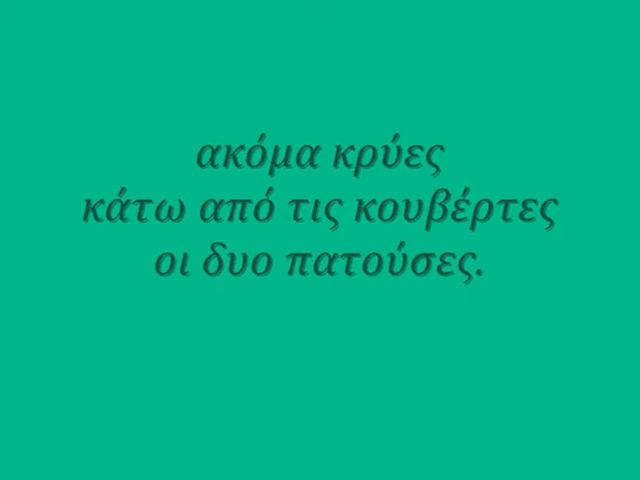 ακόμα κρύες
κάτω από τις κουβέρτες
οι δυο πατούσες.